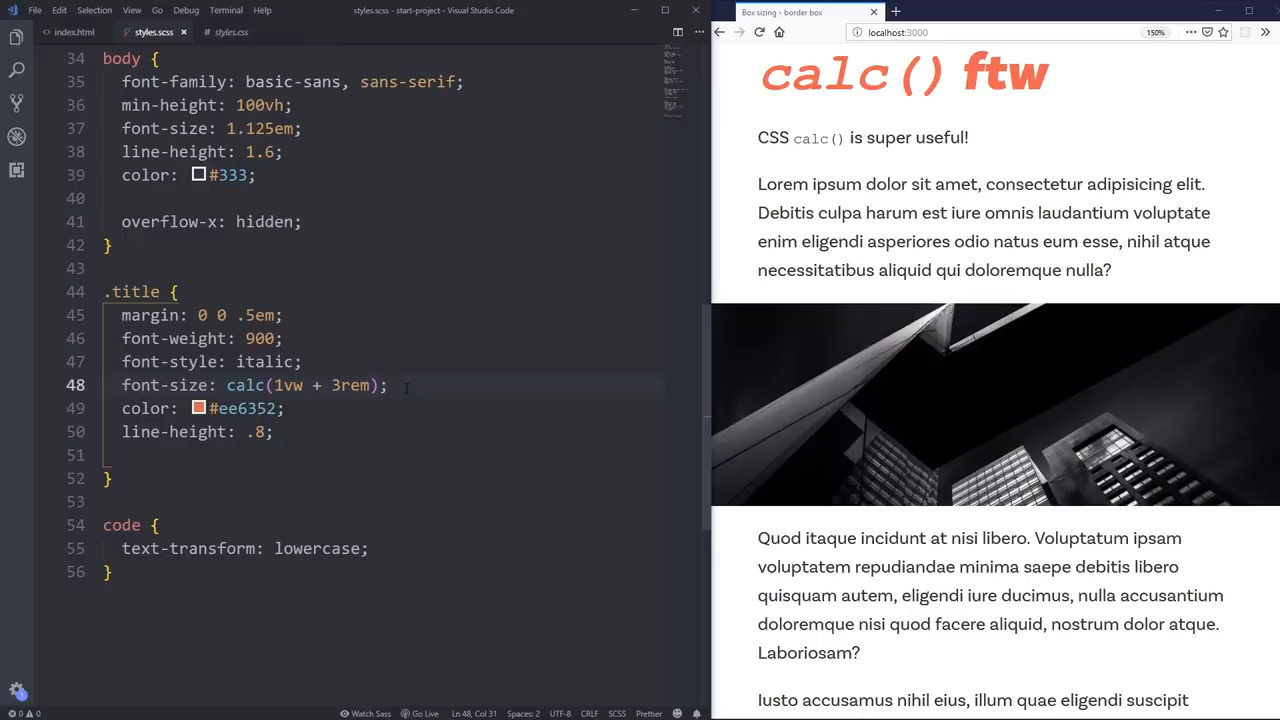 File Edit Selection View Go Debug Terminal Help
styles.scss - start-project - Visual Studio Code
index.html
styles.scss
styles.css
34 body {
35 font-family: basic-sans, sans-serif;
36 min-height: 100vh;
37 font-size: 1.125em;
38 line-height: 1.6;
39 color: #333;
40
41 overflow-x: hidden;
42 }
43
44 .title {
45 margin: 0 0 .5em;
46 font-weight: 900;
47 font-style: italic;
48 font-size: calc(1vw + 3rem);
49 color: #ee6352;
50 line-height: .8;
51
52 }
53
54 code {
55 text-transform: lowercase;
56 }
0 0
Watch Sass Go Live Ln 48, Col 31 Spaces: 2 UTF-8 CRLF SCSS Prettier
Box sizing - border box
localhost:3000
150%
calc() ftw
CSS calc() is super useful!
Lorem ipsum dolor sit amet, consectetur adipisicing elit.
Debitis culpa harum est iure omnis laudantium voluptate
enim eligendi asperiores odio natus eum esse, nihil atque
necessitatibus aliquid qui doloremque nulla?
Quod itaque incidunt at nisi libero. Voluptatum ipsam
voluptatem repudiandae minima saepe debitis libero
quisquam autem, eligendi iure ducimus, nulla accusantium
doloremque nisi quod facere aliquid, nostrum dolor atque.
Laboriosam?
Iusto accusamus nihil eius, illum quae eligendi suscipit